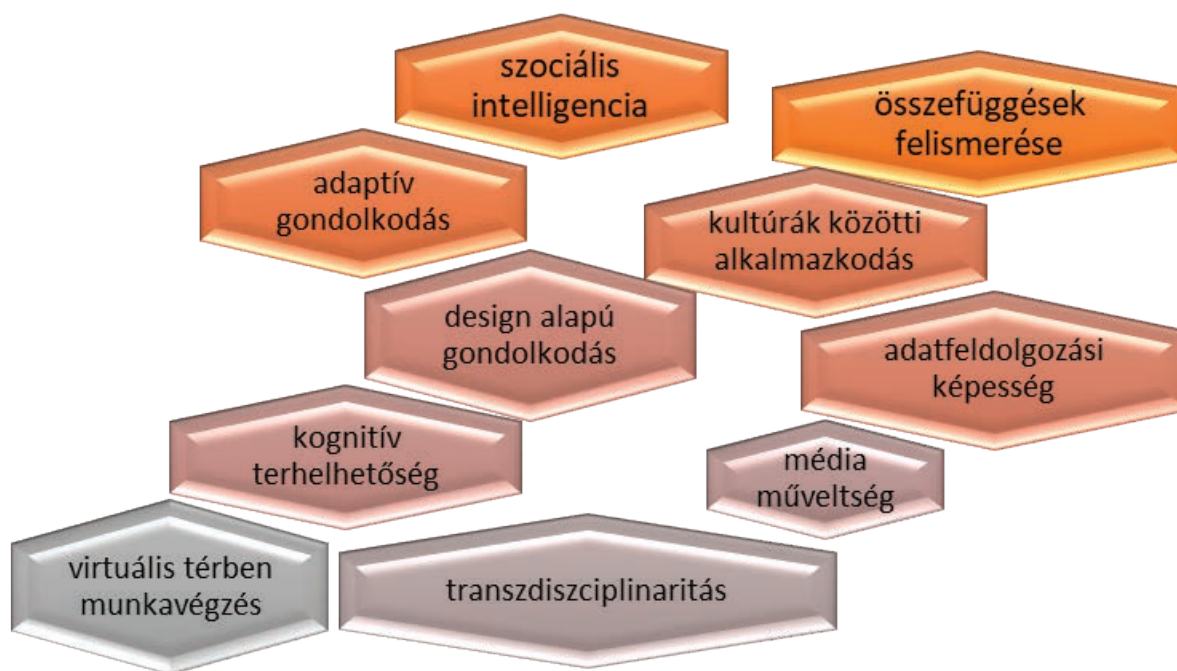 szociális
intelligencia
összefüggések
felismerése
adaptív
gondolkodás
kultúrák közötti
alkalmazkodás
design alapú
gondolkodás
adatfeldolgozási
képesség
kognitív
terhelhetőség
média
műveltség
virtuális térben
munkavégzés
transzdiszciplinaritás